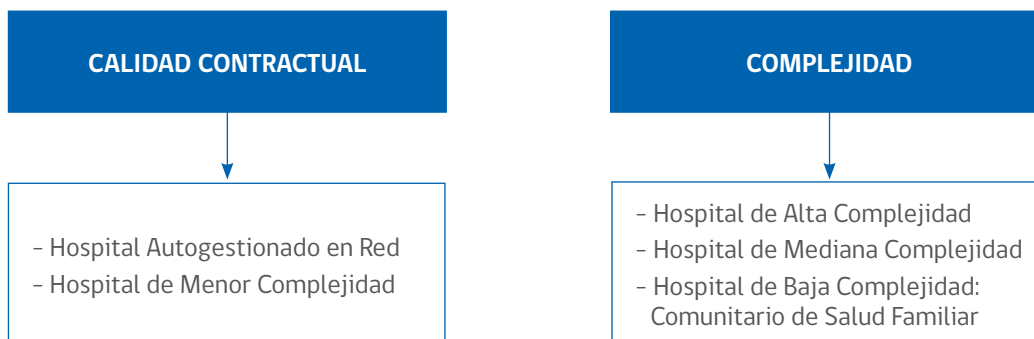 CALIDAD CONTRACTUAL
- Hospital Autogestionado en Red
- Hospital de Menor Complejidad
COMPLEJIDAD
- Hospital de Alta Complejidad
- Hospital de Mediana Complejidad
- Hospital de Baja Complejidad:
Comunitario de Salud Familiar